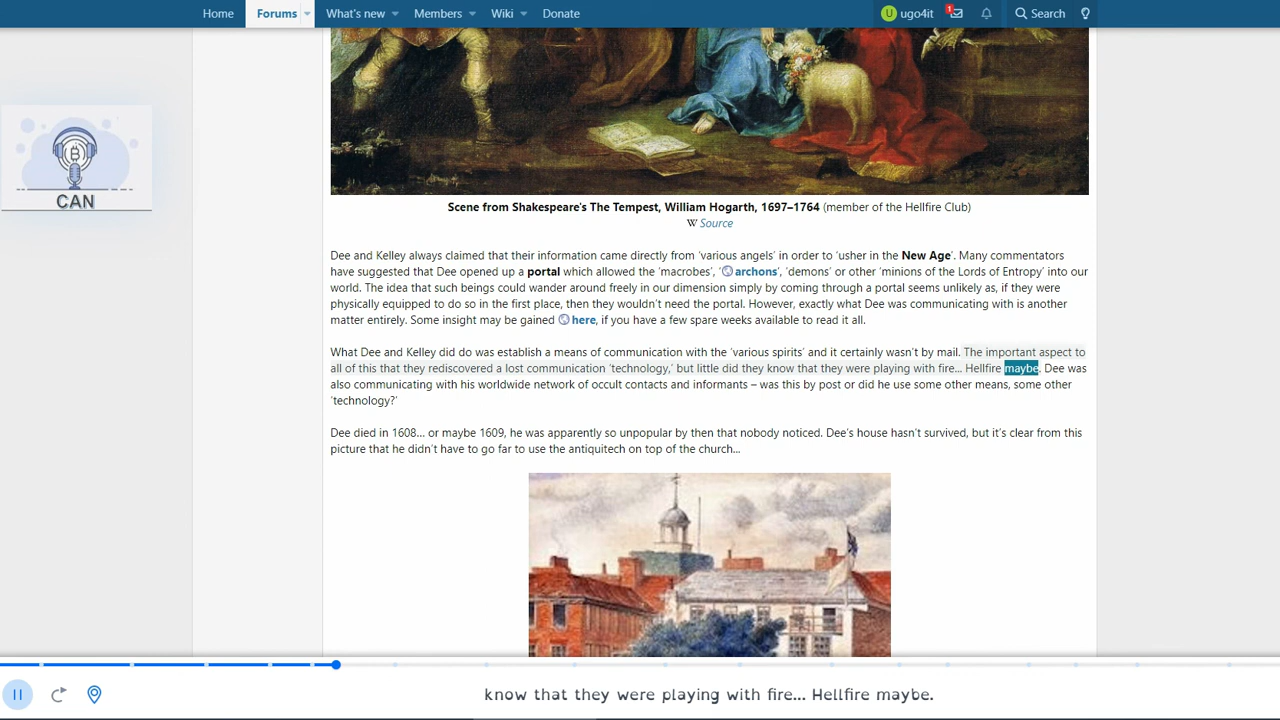 Home Forums What's new Members Wiki Donate ugo4it 1 Search
CAN
Scene from Shakespeare's The Tempest, William Hogarth, 1697–1764 (member of the Hellfire Club)
W Source
Dee and Kelley always claimed that their information came directly from 'various angels' in order to 'usher in the New Age'. Many commentators
have suggested that Dee opened up a portal which allowed the 'macrobes', 'archons', 'demons' or other 'minions of the Lords of Entropy' into our
world. The idea that such beings could wander around freely in our dimension simply by coming through a portal seems unlikely as, if they were
physically equipped to do so in the first place, then they wouldn't need the portal. However, exactly what Dee was communicating with is another
matter entirely. Some insight may be gained here, if you have a few spare weeks available to read it all.
What Dee and Kelley did do was establish a means of communication with the 'various spirits' and it certainly wasn't by mail. The important aspect to
all of this that they rediscovered a lost communication 'technology,' but little did they know that they were playing with fire... Hellfire maybe. Dee was
also communicating with his worldwide network of occult contacts and informants – was this by post or did he use some other means, some other
'technology?'
Dee died in 1608... or maybe 1609, he was apparently so unpopular by then that nobody noticed. Dee's house hasn't survived, but it's clear from this
picture that he didn't have to go far to use the antiquitech on top of the church...
know that they were playing with fire... Hellfire maybe.